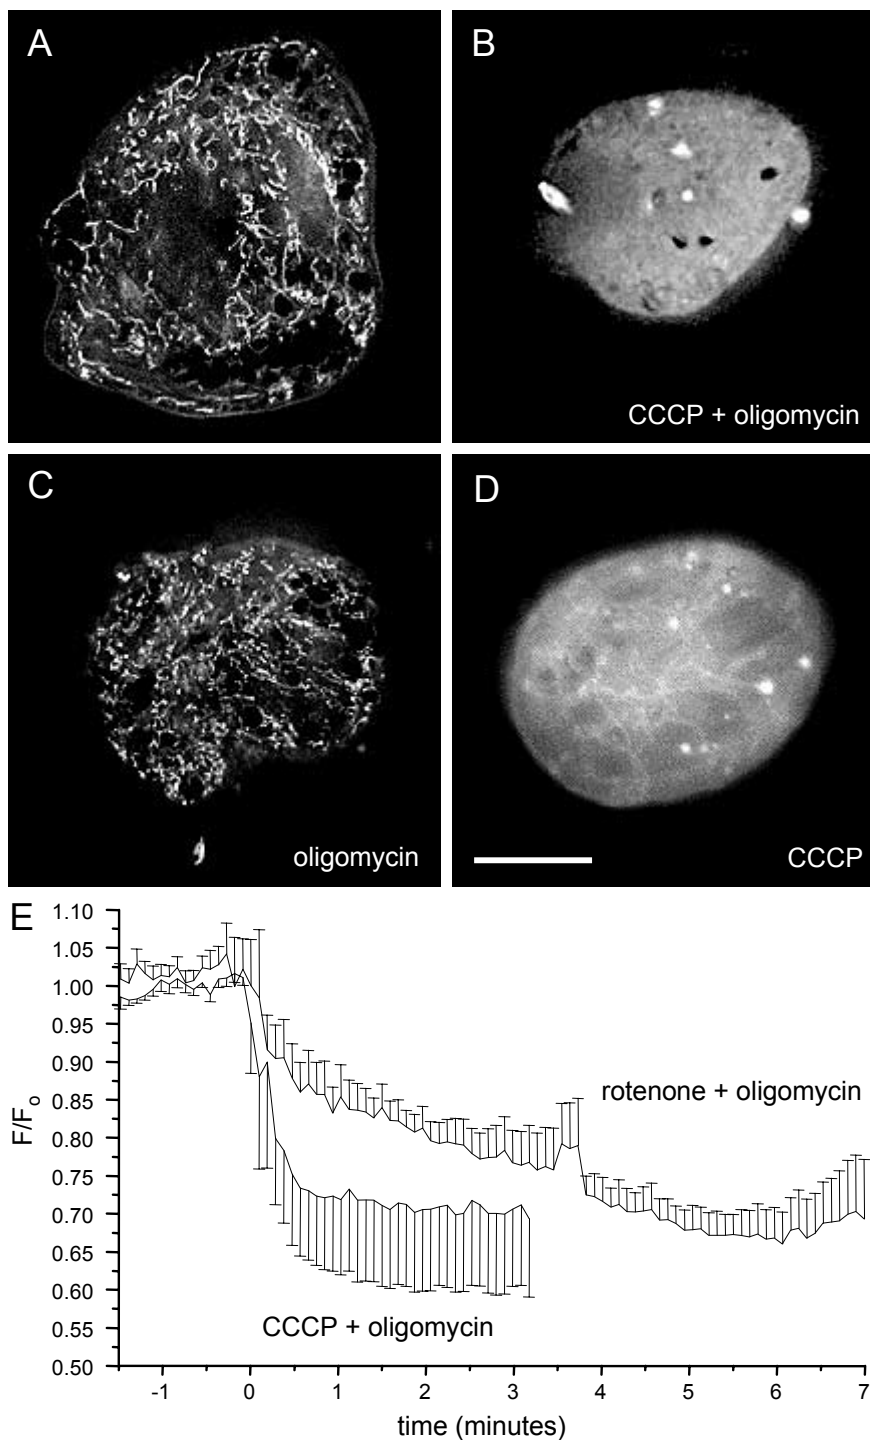 A
B
CCCP + oligomycin
C
oligomycin
D
CCCP
E
1.10
1.05
1.00
0.95
0.90
0.85
0.80
0.75
0.70
0.65
0.60
0.55
0.50
F/Fo
rotenone + oligomycin
CCCP + oligomycin
-1 0 1 2 3 4 5 6 7
time (minutes)